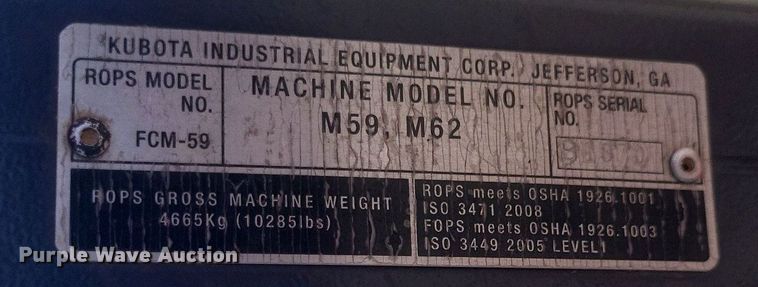 KUBOTA INDUSTRIAL EQUIPMENT CORP. JEFFERSON, GA
ROPS MODEL
NO.
FCM-59
MACHINE MODEL NO.
M59, M62
ROPS SERIAL
NO.
ROPS GROSS MACHINE WEIGHT
4665Kg (10285lbs)
ROPS meets OSHA 1926.1001
ISO 3471 2008
FOPS meets OSHA 1926.1003
ISO 3449 2005 LEVEL1
Purple Wave Auction